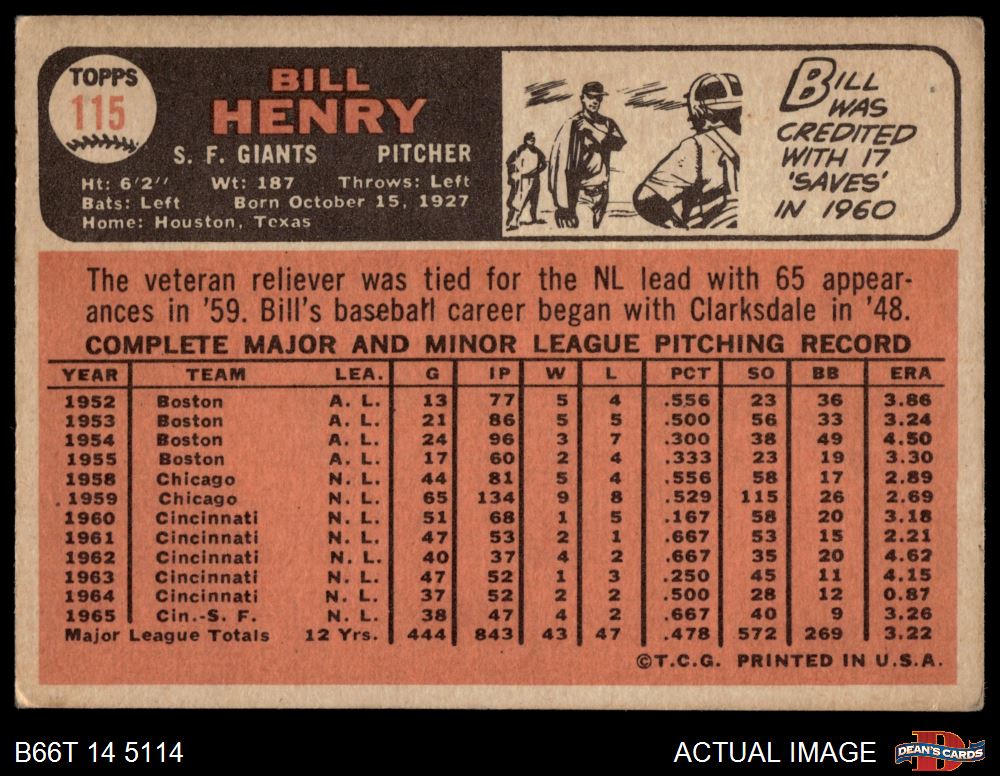 TOPPS
115
BILL
HENRY
S. F. GIANTS PITCHER
Ht: 6'2" Wt: 187 Throws: Left
Bats: Left Born October 15, 1927
Home: Houston, Texas
BILL
WAS
CREDITED
WITH 17
'SAVES'
IN 1960
The veteran reliever was tied for the NL lead with 65 appear-
ances in '59. Bill's baseball career began with Clarksdale in '48.
COMPLETE MAJOR AND MINOR LEAGUE PITCHING RECORD
YEAR TEAM LEA. G IP W L PCT SO BB ERA
1952 Boston A. L. 13 77 5 4 .556 23 36 3.86
1953 Boston A. L. 21 86 5 5 .500 56 33 3.24
1954 Boston A. L. 24 96 3 7 .300 38 49 4.50
1955 Boston A. L. 17 60 2 4 .333 23 19 3.30
1958 Chicago N. L. 44 81 5 4 .556 58 17 2.89
1959 Chicago N. L. 65 134 9 8 .529 115 26 2.69
1960 Cincinnati N. L. 51 68 1 5 .167 58 20 3.18
1961 Cincinnati N. L. 47 53 2 1 .667 53 15 2.21
1962 Cincinnati N. L. 40 37 4 2 .667 35 20 4.62
1963 Cincinnati N. L. 47 52 1 3 .250 45 11 4.15
1964 Cincinnati N. L. 37 52 2 2 .500 28 12 0.87
1965 Cin.-S. F. N. L. 38 47 4 2 .667 40 9 3.26
Major League Totals 12 Yrs. 444 843 43 47 .478 572 269 3.22
©T.C.G. PRINTED IN U.S.A.
B66T 14 5114 ACTUAL IMAGE
D
DEAN'S CARDS